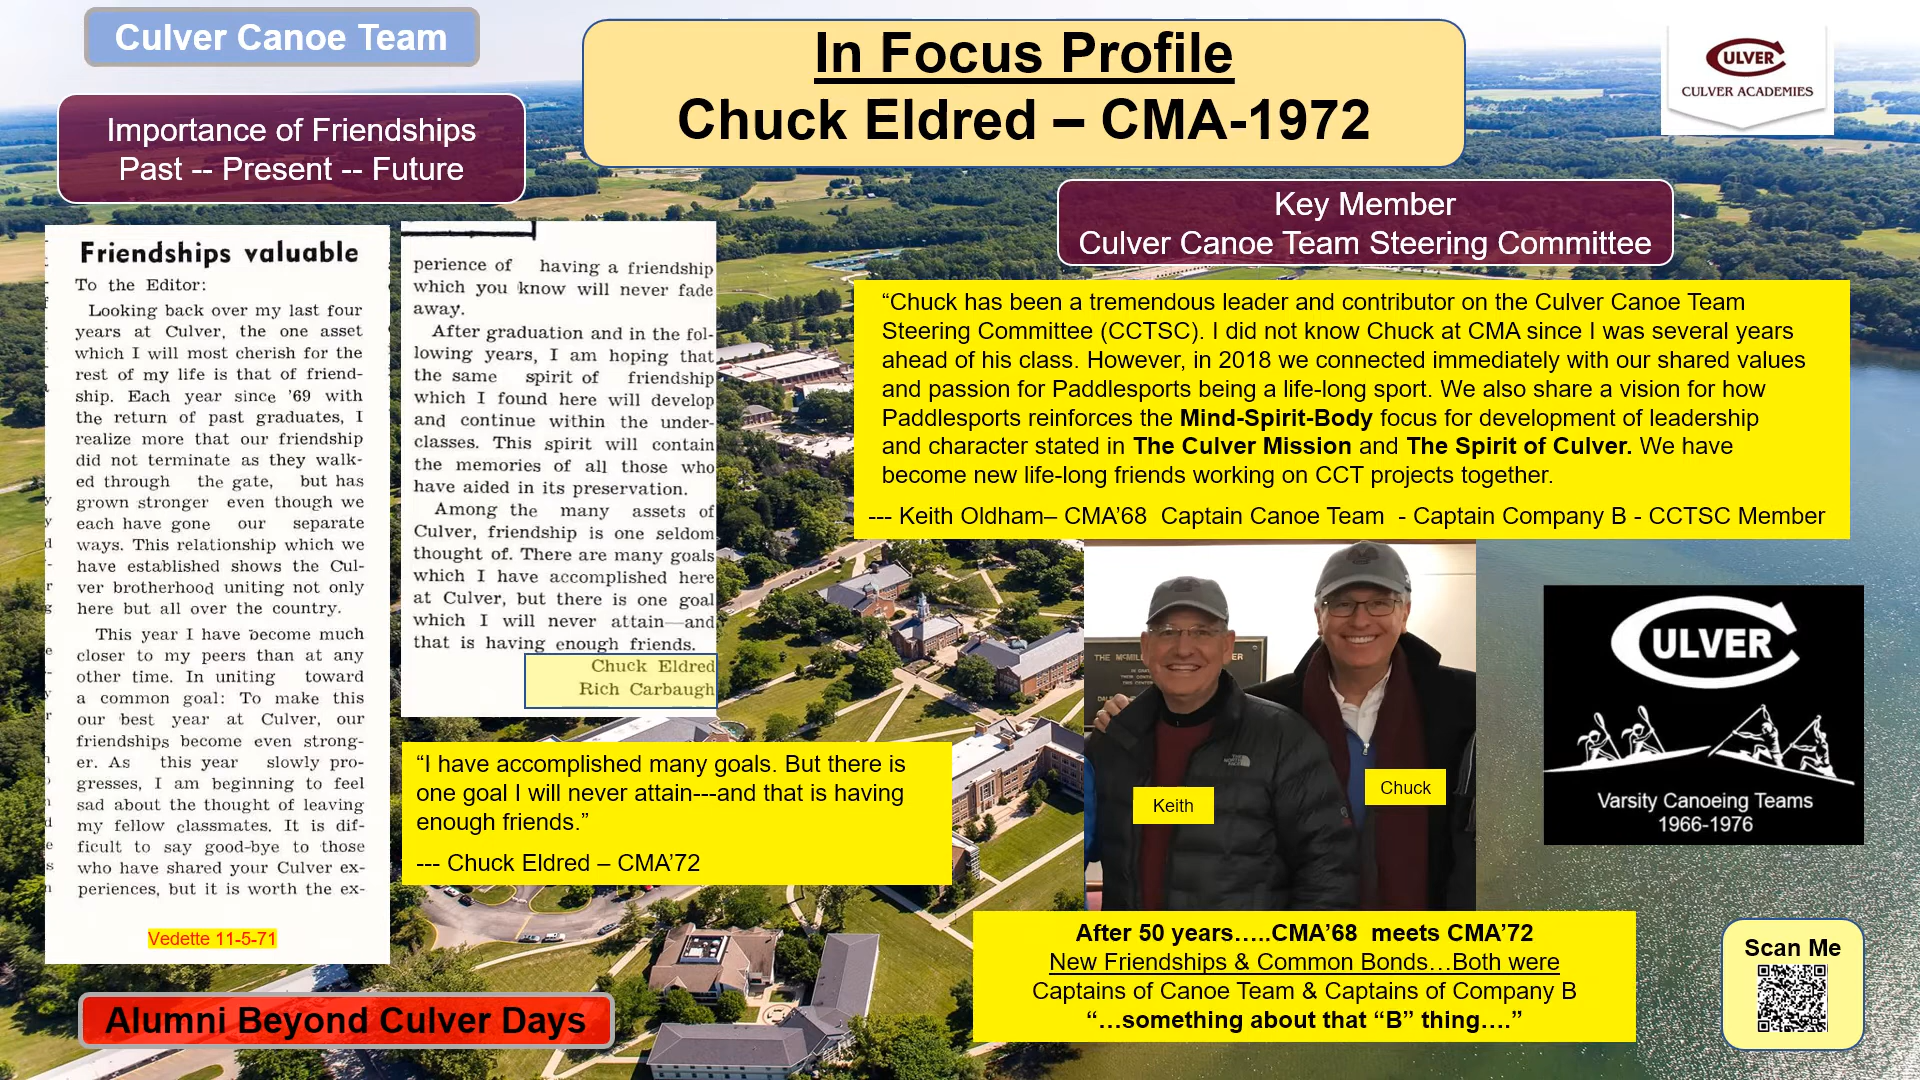 Culver Canoe Team
In Focus Profile
Chuck Eldred – CMA-1972
CULVER
CULVER ACADEMIES
Importance of Friendships
Past -- Present -- Future
Key Member
Culver Canoe Team Steering Committee
Friendships valuable
To the Editor:
Looking back over my last four
years at Culver, the one asset
which I will most cherish for the
rest of my life is that of friend-
ship. Each year since '69 with
the return of past graduates, I
realize more that our friendship
did not terminate as they walk-
ed through the gate, but has
grown stronger even though we
each have gone our separate
ways. This relationship which we
have established shows the Cul-
ver brotherhood uniting not only
here but all over the country.
This year I have become much
closer to my peers than at any
other time. In uniting toward
a common goal: To make this
our best year at Culver, our
friendships become even strong-
er. As this year slowly pro-
gresses, I am beginning to feel
sad about the thought of leaving
my fellow classmates. It is dif-
ficult to say good-bye to those
who have shared your Culver ex-
periences, but it is worth the ex-
Vedette 11-5-71
perience of having a friendship
which you know will never fade
away.
After graduation and in the fol-
lowing years, I am hoping that
the same spirit of friendship
which I found here will develop
and continue within the under-
classes. This spirit will contain
the memories of all those who
have aided in its preservation.
Among the many assets of
Culver, friendship is one seldom
thought of. There are many goals
which I have accomplished here
at Culver, but there is one goal
which I will never attain—and
that is having enough friends.
Chuck Eldred
Rich Carbaugh
“I have accomplished many goals. But there is
one goal I will never attain---and that is having
enough friends.”
--- Chuck Eldred – CMA’72
“Chuck has been a tremendous leader and contributor on the Culver Canoe Team
Steering Committee (CCTSC). I did not know Chuck at CMA since I was several years
ahead of his class. However, in 2018 we connected immediately with our shared values
and passion for Paddlesports being a life-long sport. We also share a vision for how
Paddlesports reinforces the Mind-Spirit-Body focus for development of leadership
and character stated in The Culver Mission and The Spirit of Culver. We have
become new life-long friends working on CCT projects together.
--- Keith Oldham– CMA’68 Captain Canoe Team - Captain Company B - CCTSC Member
THE
Keith
Chuck
CULVER
Varsity Canoeing Teams
1966-1976
After 50 years…..CMA’68 meets CMA’72
New Friendships & Common Bonds…Both were
Captains of Canoe Team & Captains of Company B
“…something about that “B” thing….”
Scan Me
Alumni Beyond Culver Days